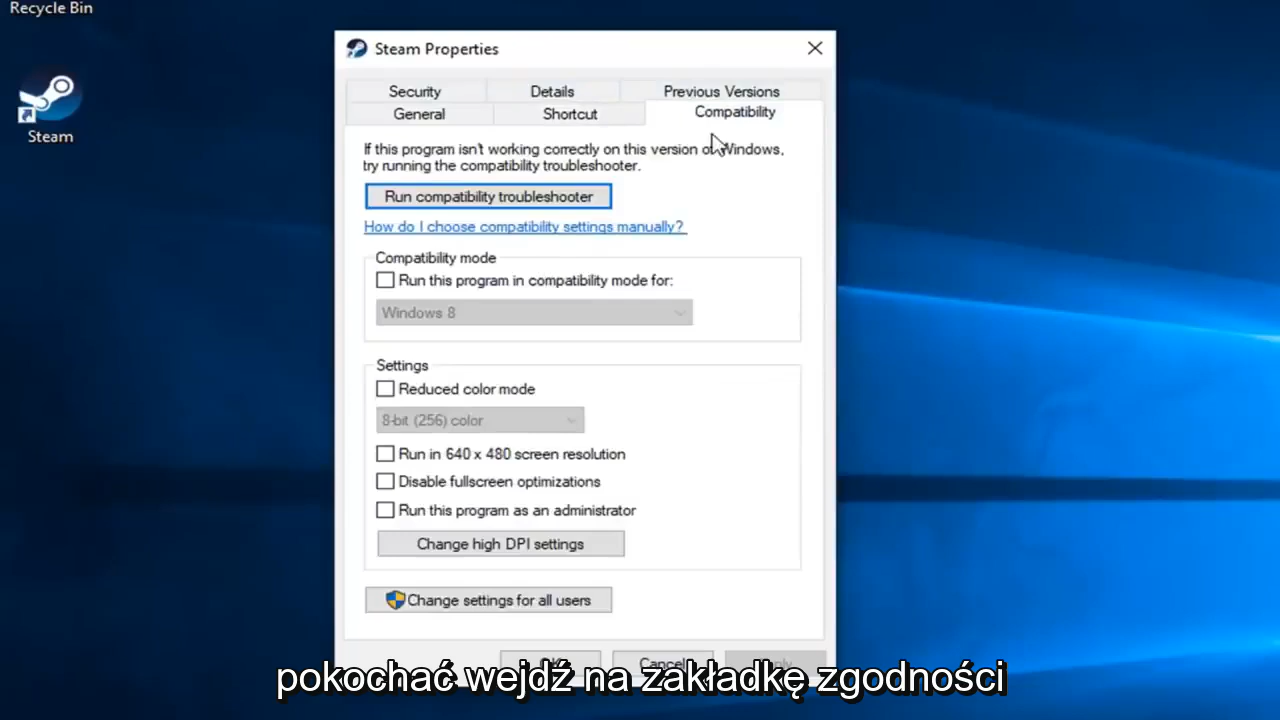 Recycle Bin
Steam
Steam Properties
Security Details Previous Versions
General Shortcut Compatibility
If this program isn't working correctly on this version of Windows,
try running the compatibility troubleshooter.
Run compatibility troubleshooter
How do I choose compatibility settings manually?
Compatibility mode
Run this program in compatibility mode for:
Windows 8
Settings
Reduced color mode
8-bit (256) color
Run in 640 x 480 screen resolution
Disable fullscreen optimizations
Run this program as an administrator
Change high DPI settings
Change settings for all users
OK Cancel Apply
pokochać wejdź na zakładkę zgodności